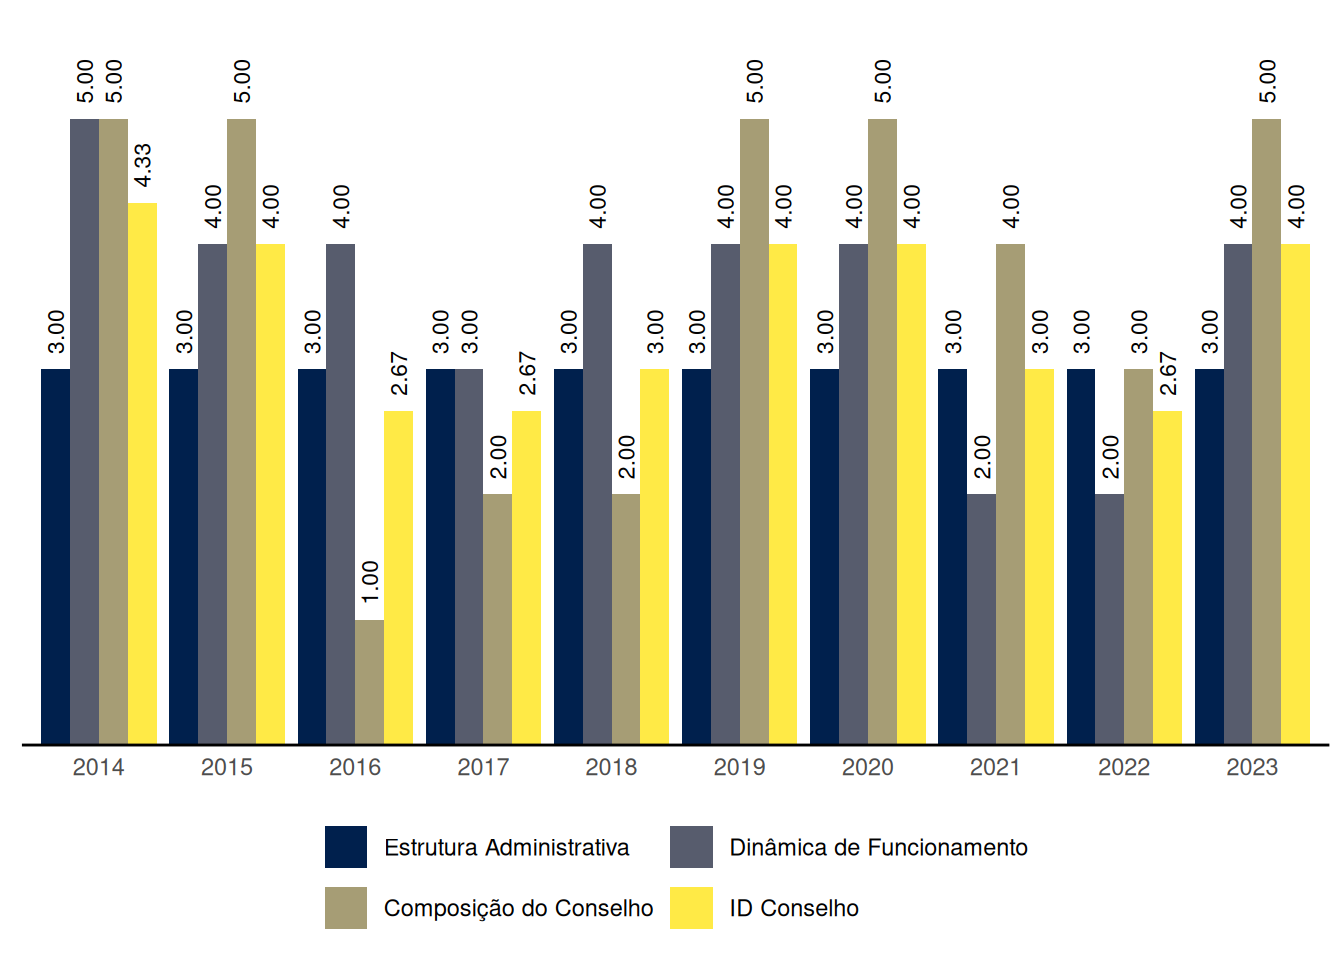 5.00 5.00 5.00 5.00 5.00 5.00
4.33
4.00 4.00 4.00 4.00 4.00 4.00 4.00 4.00 4.00 4.00 4.00
3.00 3.00 3.00 3.00 3.00 3.00 3.00 3.00 3.00 3.00 3.00 3.00 3.00 3.00
2.67 2.67 2.67
2.00 2.00 2.00 2.00
1.00
2014 2015 2016 2017 2018 2019 2020 2021 2022 2023
Estrutura Administrativa Dinâmica de Funcionamento
Composição do Conselho ID Conselho